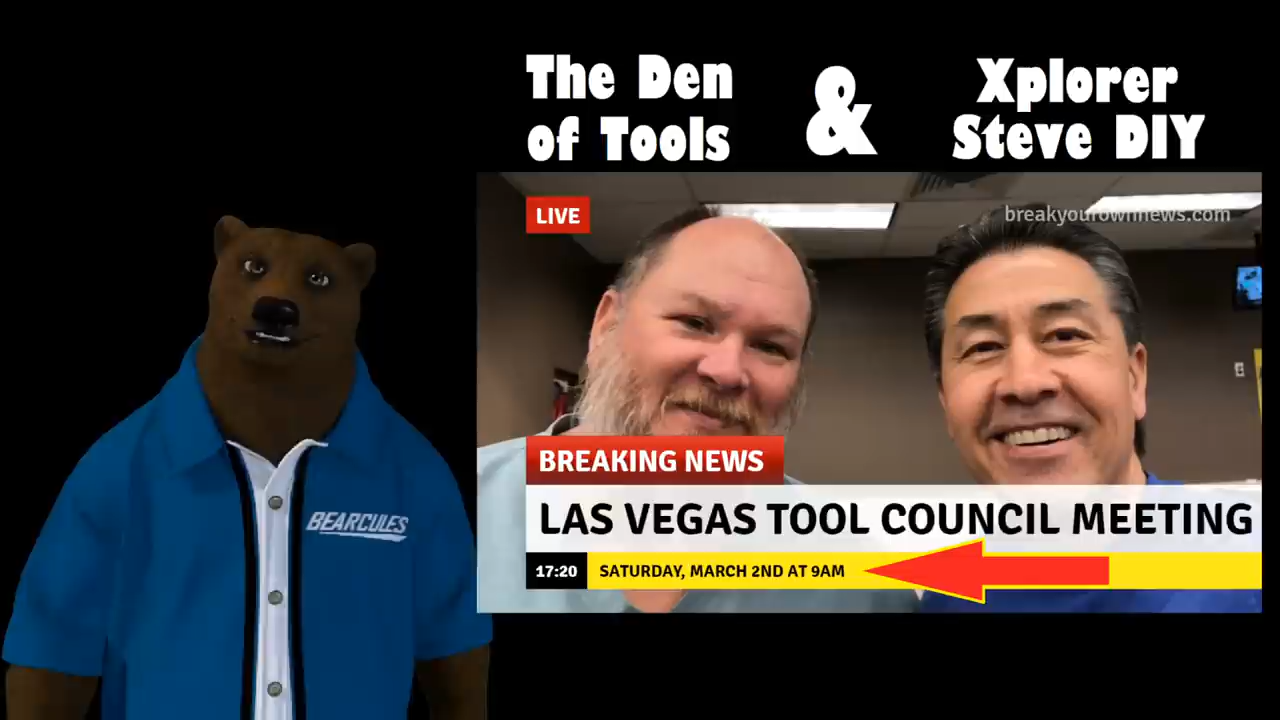 The Den
of Tools
&
Xplorer
Steve DIY
LIVE
breakyourownnews.com
BREAKING NEWS
LAS VEGAS TOOL COUNCIL MEETING
17:20
SATURDAY, MARCH 2ND AT 9AM
BEARCULES